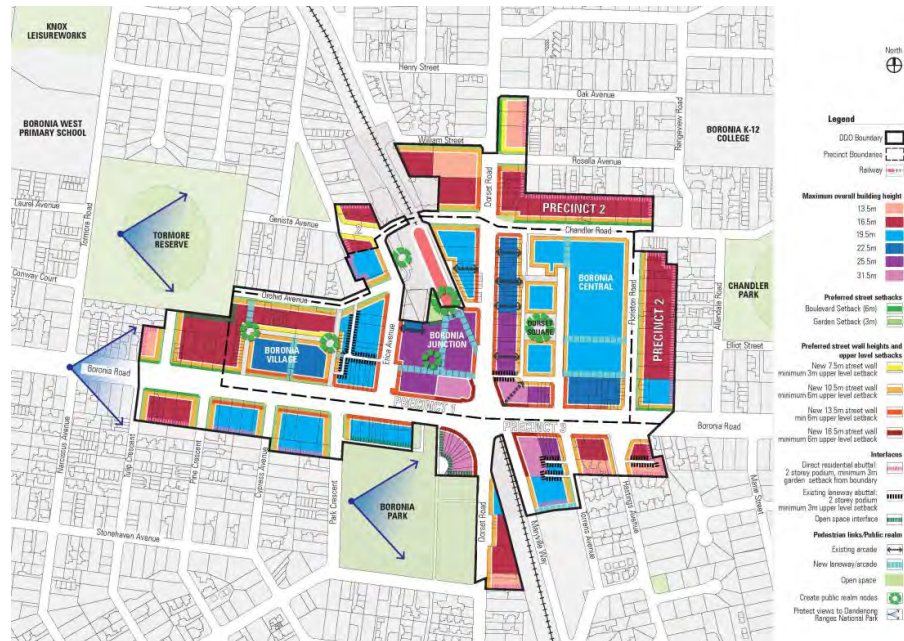 KNOX
LEISUREWORKS
BORONIA WEST
PRIMARY SCHOOL
Henry Street
Oak Avenue
Rangeview Road
BORONIA K-12
COLLEGE
William Street
Rosella Avenue
Dorset Road
PRECINCT 2
Chandler Road
Laurel Avenue
Tormore Road
TORMORE
RESERVE
Genista Avenue
2
Conway Court
Orchid Avenue
BORONIA
VILLAGE
Erica Avenue
BORONIA
JUNCTION
DORSET
SQUARE
BORONIA
CENTRAL
Floriston Road
PRECINCT 2
Allandale Road
CHANDLER
PARK
Elliot Street
Boronia Road
PRECINCT 1
PRECINCT 3
Boronia Road
Narcissus Avenue
Pine Crescent
Cypress Avenue
Park Crescent
BORONIA
PARK
Stonehaven Avenue
Dorset Road
Maryville Way
Torrens Avenue
Hastings Avenue
Marie Street
North
Legend
DDO Boundary
Precinct Boundaries
Railway
Maximum overall building height
13.5m
16.5m
19.5m
22.5m
25.5m
31.5m
Preferred street setbacks
Boulevard Setback (6m)
Garden Setback (3m)
Preferred street wall heights and
upper level setbacks
New 7.5m street wall
minimum 3m upper level setback
New 10.5m street wall
minimum 6m upper level setback
New 13.5m street wall
min 6m upper level setback
New 16.5m street wall
minimum 6m upper level setback
Interfaces
Direct residential abuttal:
2 storey podium, minimum 3m
garden setback from boundary
Existing laneway abuttal:
2 storey podium
minimum 3m upper level setback
Open space interface
Pedestrian links/Public realm
Existing arcade
New laneway/arcade
Open space
Create public realm nodes
Protect views to Dandenong
Ranges National Park